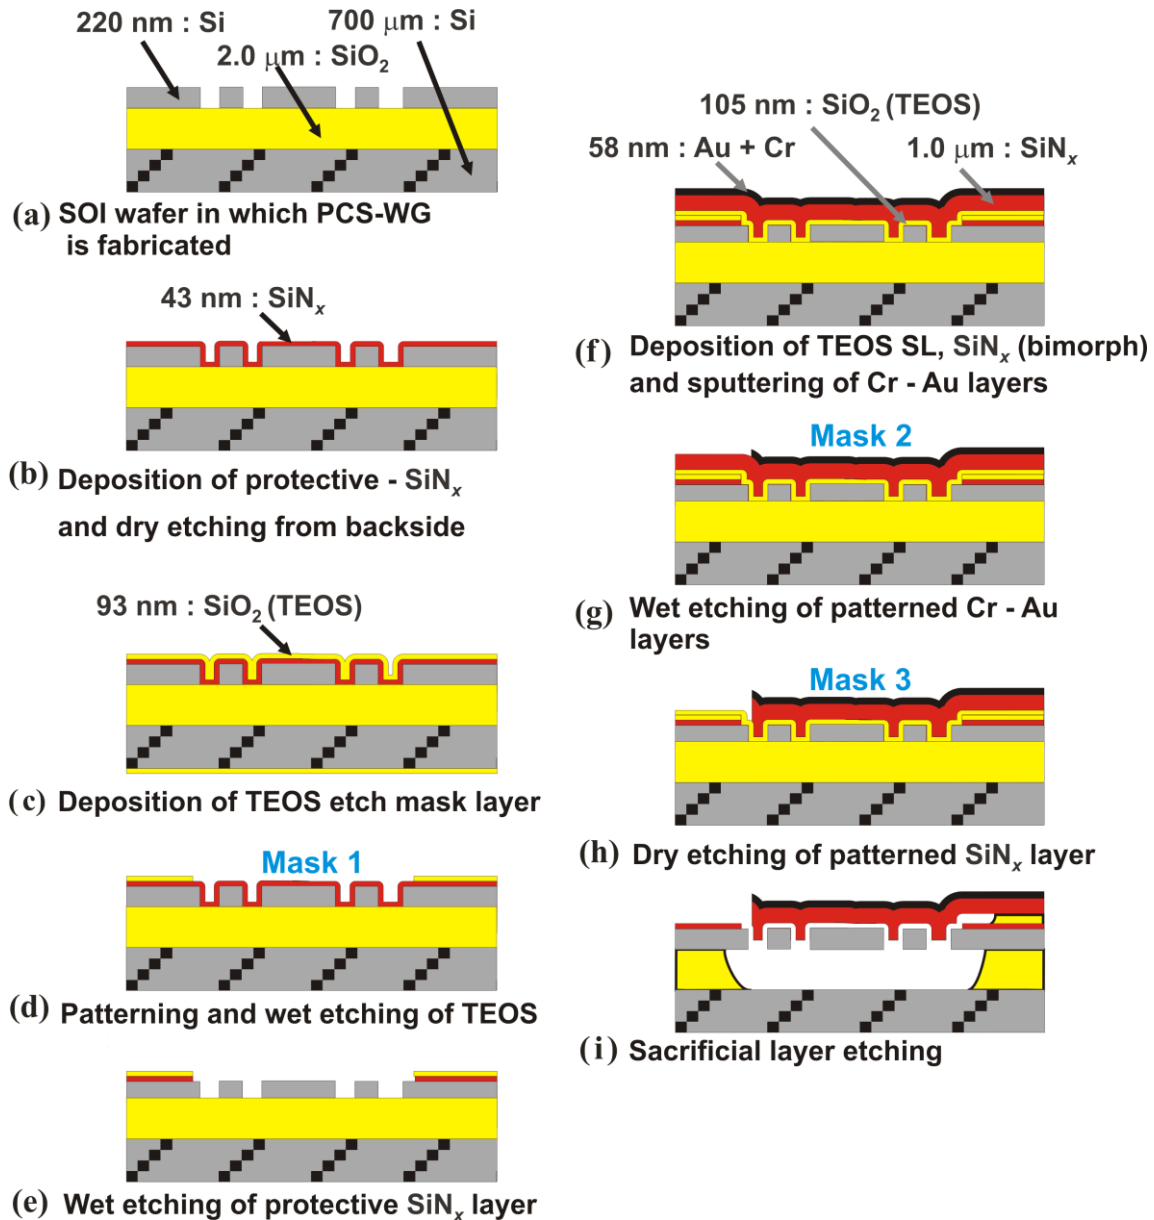 220 nm : Si
700 μm : Si
2.0 μm : SiO₂
(a) SOI wafer in which PCS-WG
is fabricated
43 nm : SiNₓ
(b) Deposition of protective - SiNₓ
and dry etching from backside
93 nm : SiO₂ (TEOS)
(c) Deposition of TEOS etch mask layer
Mask 1
(d) Patterning and wet etching of TEOS
(e) Wet etching of protective SiNₓ layer
105 nm : SiO₂ (TEOS)
58 nm : Au + Cr
1.0 μm : SiNₓ
(f) Deposition of TEOS SL, SiNₓ (bimorph)
and sputtering of Cr - Au layers
Mask 2
(g) Wet etching of patterned Cr - Au
layers
Mask 3
(h) Dry etching of patterned SiNₓ layer
(i) Sacrificial layer etching